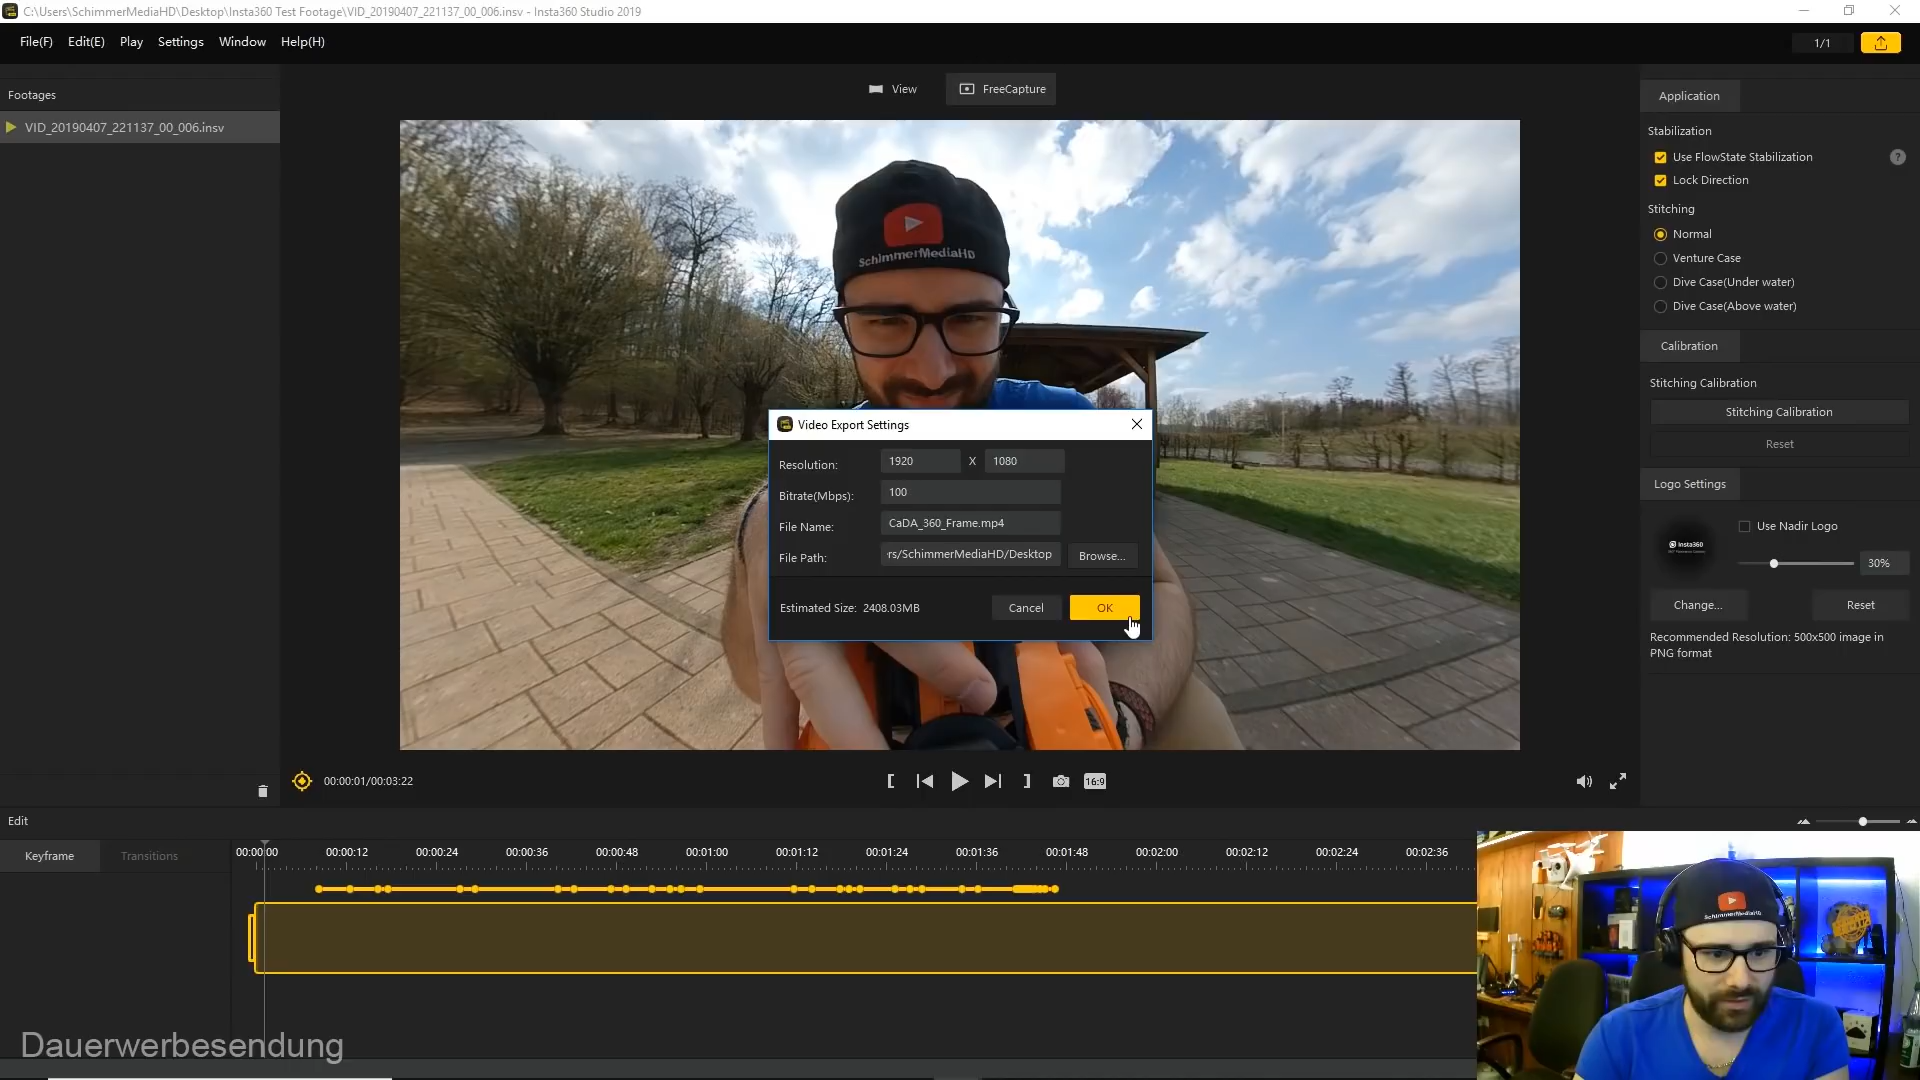 C:\Users\SchimmerMediaHD\Desktop\Insta360 Test Footage\VID_20190407_221137_00_006.insv - Insta360 Studio 2019
File(F) Edit(E) Play Settings Window Help(H)
1/1
Footages
VID_20190407_221137_00_006.insv
View
FreeCapture
SchimmerMediaHD
Video Export Settings
Resolution: 1920 X 1080
Bitrate(Mbps): 100
File Name: CaDA_360_Frame.mp4
File Path: rs/SchimmerMediaHD/Desktop Browse...
Estimated Size: 2408.03MB Cancel OK
Application
Stabilization
Use FlowState Stabilization ?
Lock Direction
Stitching
Normal
Venture Case
Dive Case(Under water)
Dive Case(Above water)
Calibration
Stitching Calibration
Stitching Calibration
Reset
Logo Settings
Insta360
Use Nadir Logo
30%
Change... Reset
Recommended Resolution: 500x500 image in
PNG format
00:00:01/00:03:22
16:9
Edit
Keyframe Transitions
00:00:00 00:00:12 00:00:24 00:00:36 00:00:48 00:01:00 00:01:12 00:01:24 00:01:36 00:01:48 00:02:00 00:02:12 00:02:24 00:02:36
SchimmerMediaHD
Dauerwerbesendung